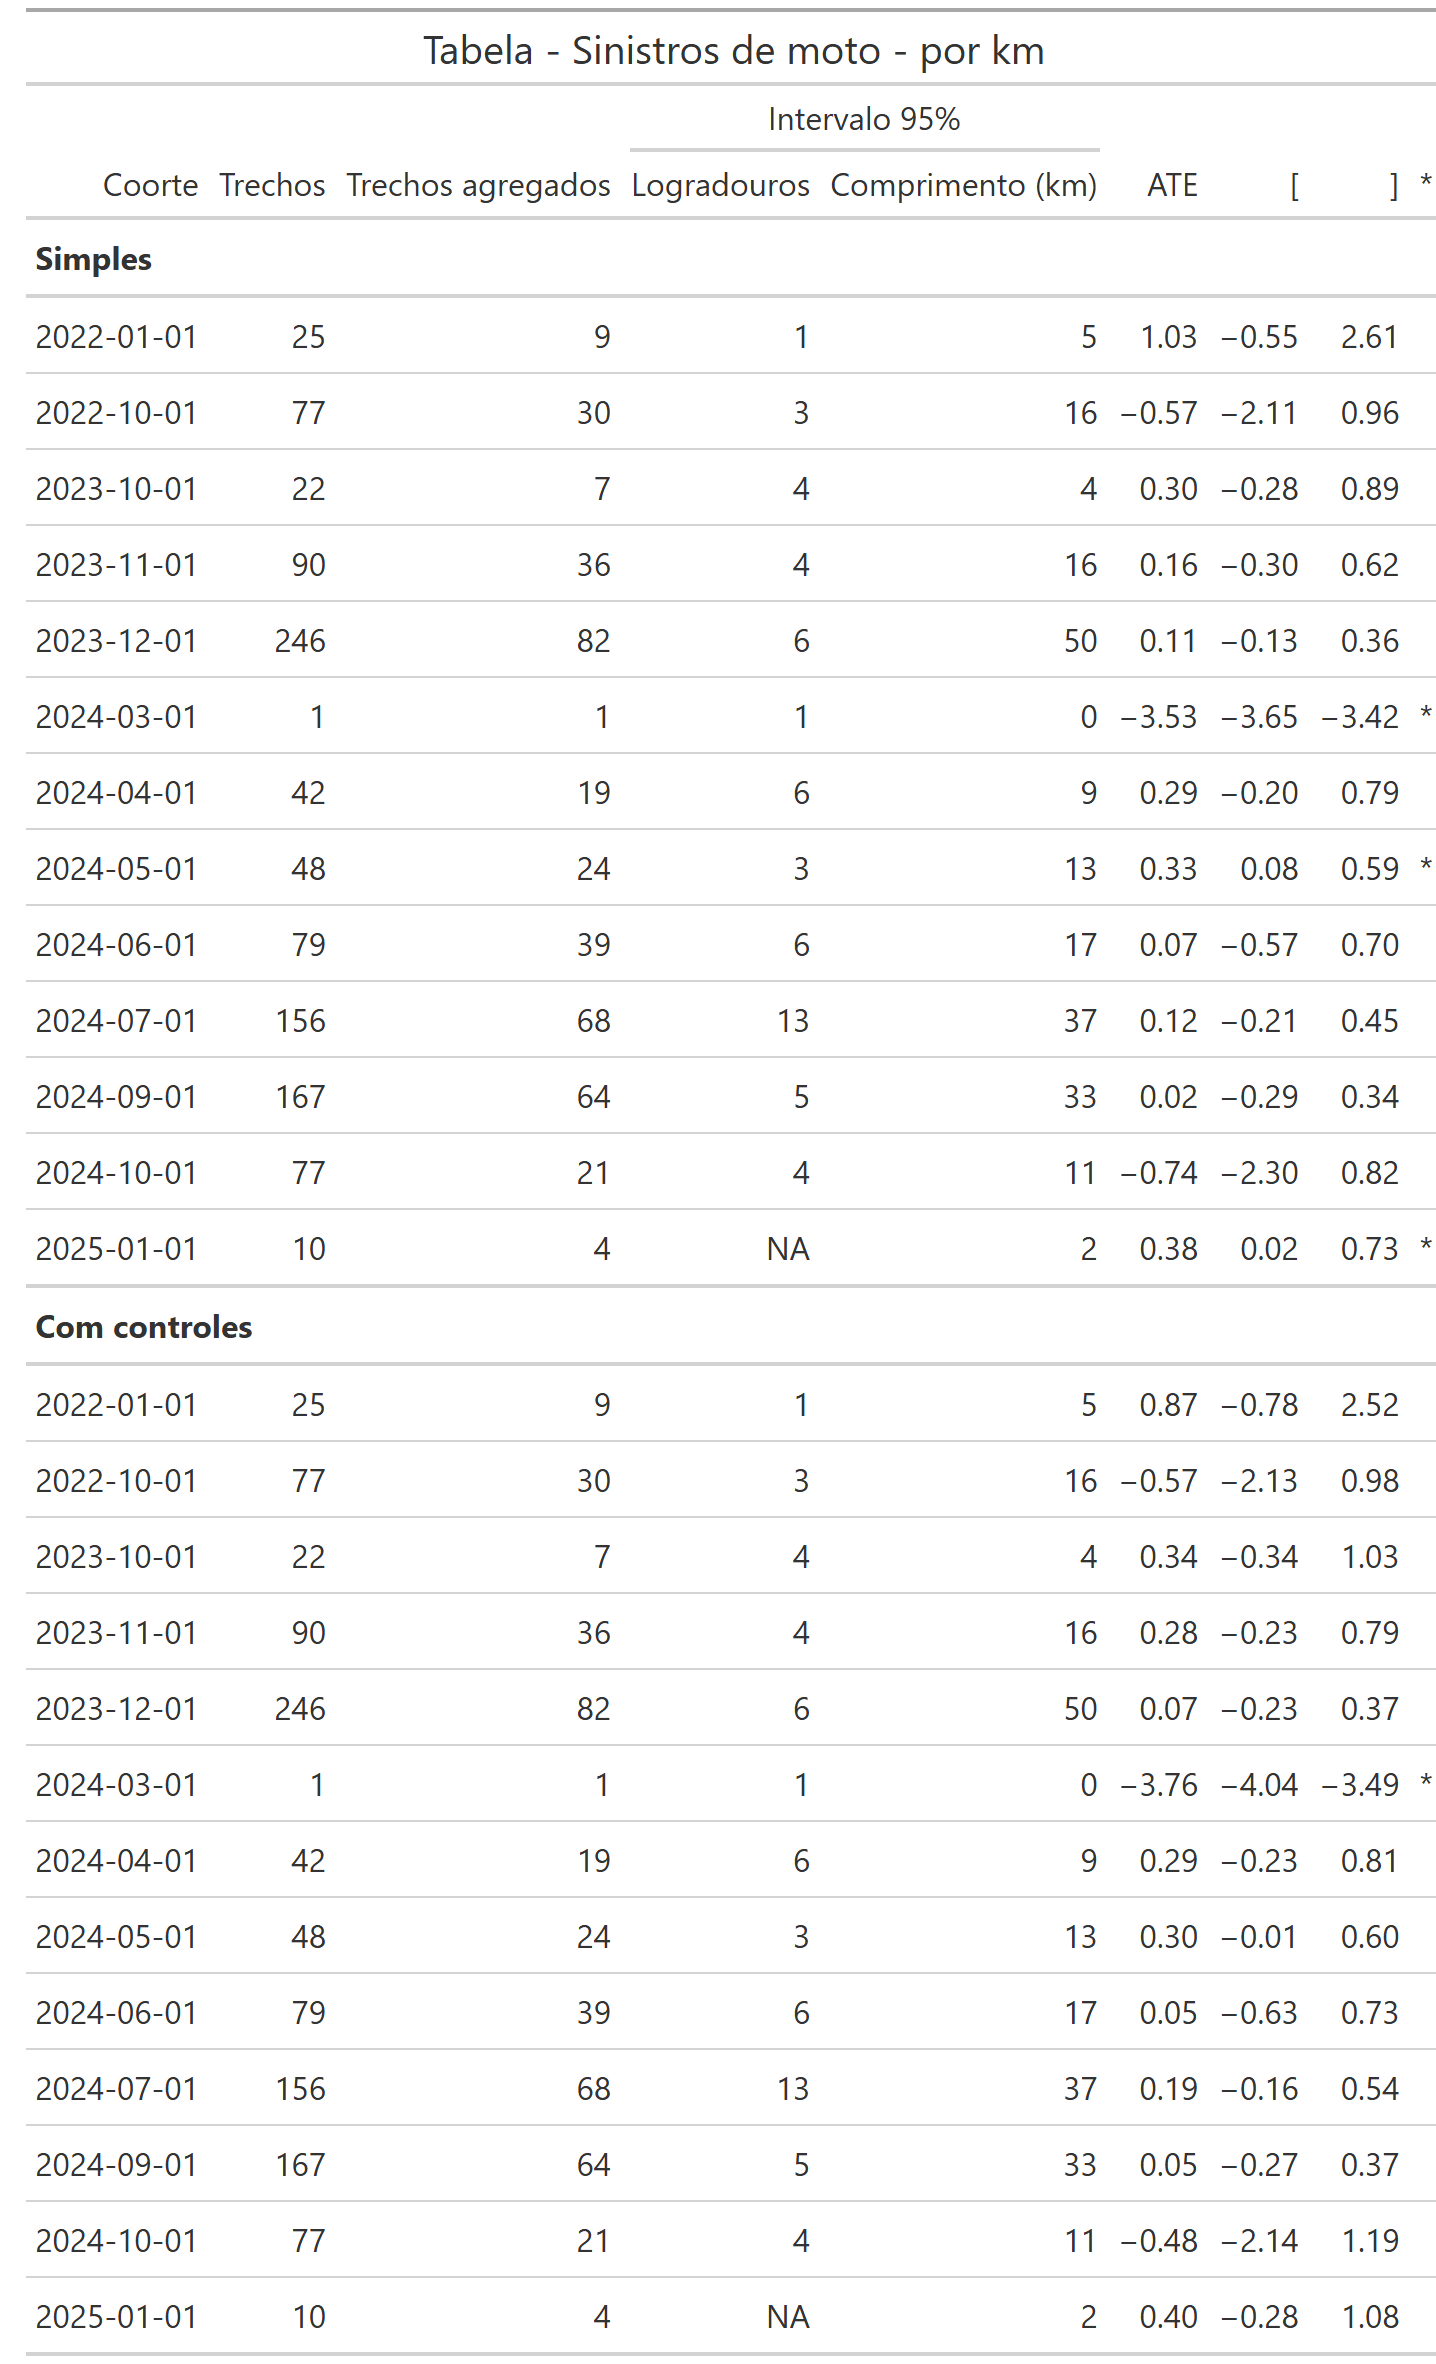 Tabela - Sinistros de moto - por km
Intervalo 95%
Coorte Trechos Trechos agregados Logradouros Comprimento (km) ATE [ ] *
Simples
2022-01-01 25 9 1 5 1.03 −0.55 2.61
2022-10-01 77 30 3 16 −0.57 −2.11 0.96
2023-10-01 22 7 4 4 0.30 −0.28 0.89
2023-11-01 90 36 4 16 0.16 −0.30 0.62
2023-12-01 246 82 6 50 0.11 −0.13 0.36
2024-03-01 1 1 1 0 −3.53 −3.65 −3.42 *
2024-04-01 42 19 6 9 0.29 −0.20 0.79
2024-05-01 48 24 3 13 0.33 0.08 0.59 *
2024-06-01 79 39 6 17 0.07 −0.57 0.70
2024-07-01 156 68 13 37 0.12 −0.21 0.45
2024-09-01 167 64 5 33 0.02 −0.29 0.34
2024-10-01 77 21 4 11 −0.74 −2.30 0.82
2025-01-01 10 4 NA 2 0.38 0.02 0.73 *
Com controles
2022-01-01 25 9 1 5 0.87 −0.78 2.52
2022-10-01 77 30 3 16 −0.57 −2.13 0.98
2023-10-01 22 7 4 4 0.34 −0.34 1.03
2023-11-01 90 36 4 16 0.28 −0.23 0.79
2023-12-01 246 82 6 50 0.07 −0.23 0.37
2024-03-01 1 1 1 0 −3.76 −4.04 −3.49 *
2024-04-01 42 19 6 9 0.29 −0.23 0.81
2024-05-01 48 24 3 13 0.30 −0.01 0.60
2024-06-01 79 39 6 17 0.05 −0.63 0.73
2024-07-01 156 68 13 37 0.19 −0.16 0.54
2024-09-01 167 64 5 33 0.05 −0.27 0.37
2024-10-01 77 21 4 11 −0.48 −2.14 1.19
2025-01-01 10 4 NA 2 0.40 −0.28 1.08